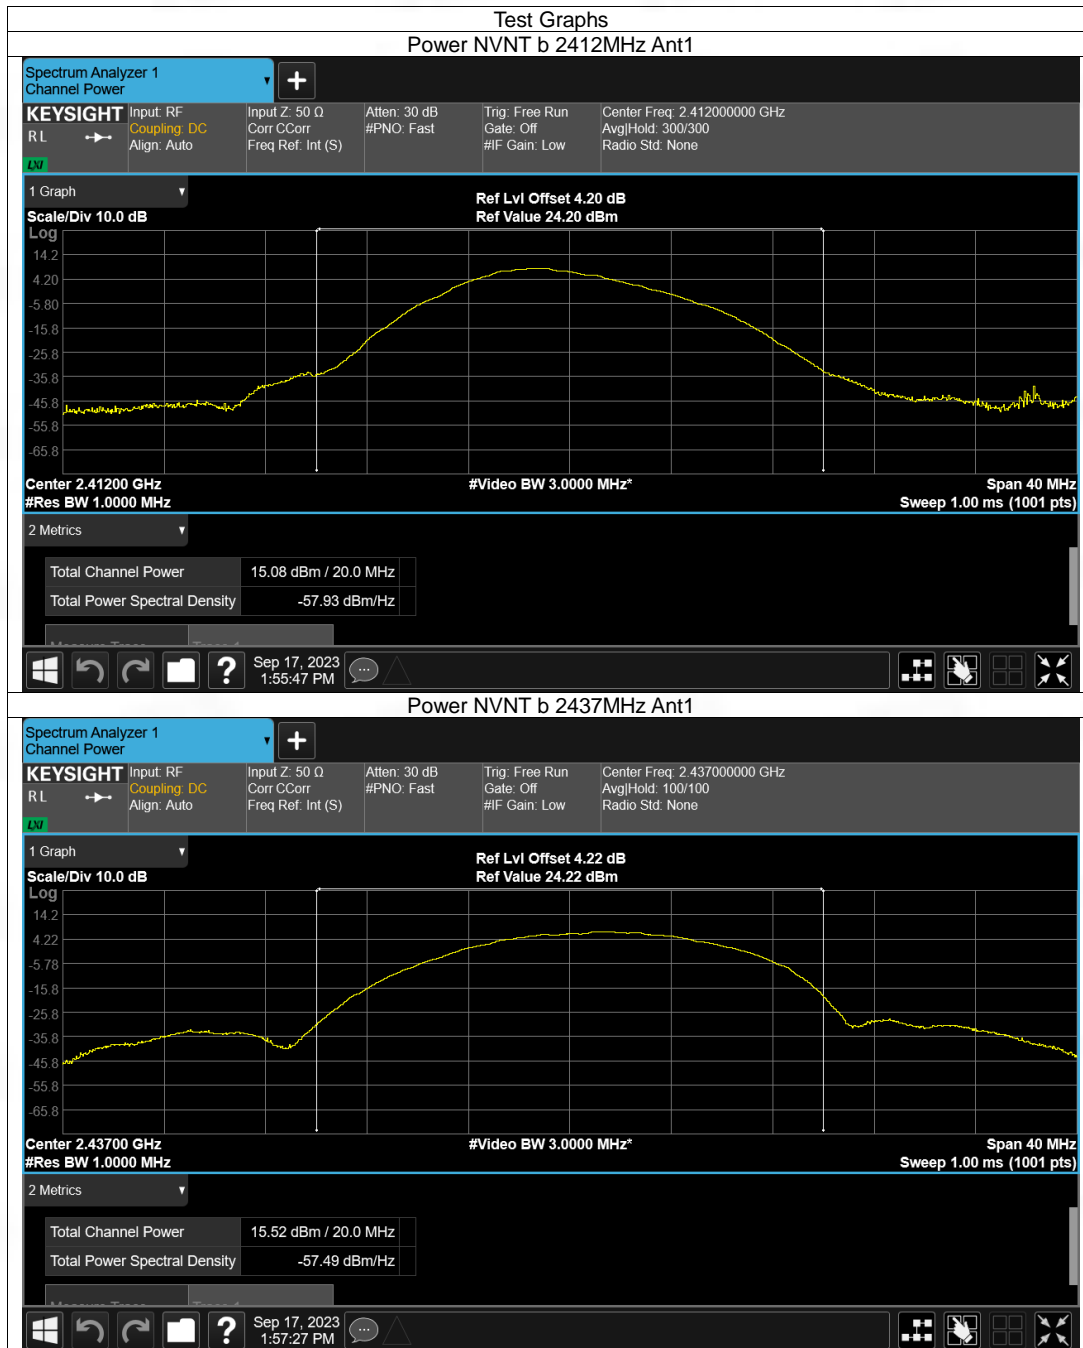 Test Graphs
Power NVNT b 2412MHz Ant1
Spectrum Analyzer 1
Channel Power
KEYSIGHT
R L
LXI
Input: RF
Coupling: DC
Align: Auto
Input Z: 50 Ω
Corr CCorr
Freq Ref: Int (S)
Atten: 30 dB
#PNO: Fast
Trig: Free Run
Gate: Off
#IF Gain: Low
Center Freq: 2.412000000 GHz
Avg|Hold: 300/300
Radio Std: None
1 Graph
Scale/Div 10.0 dB
Ref Lvl Offset 4.20 dB
Ref Value 24.20 dBm
Log
14.2
4.20
-5.80
-15.8
-25.8
-35.8
-45.8
-55.8
-65.8
Center 2.41200 GHz
#Res BW 1.0000 MHz
#Video BW 3.0000 MHz*
Span 40 MHz
Sweep 1.00 ms (1001 pts)
2 Metrics
Total Channel Power 15.08 dBm / 20.0 MHz
Total Power Spectral Density -57.93 dBm/Hz
Sep 17, 2023
1:55:47 PM
Power NVNT b 2437MHz Ant1
Spectrum Analyzer 1
Channel Power
KEYSIGHT
R L
LXI
Input: RF
Coupling: DC
Align: Auto
Input Z: 50 Ω
Corr CCorr
Freq Ref: Int (S)
Atten: 30 dB
#PNO: Fast
Trig: Free Run
Gate: Off
#IF Gain: Low
Center Freq: 2.437000000 GHz
Avg|Hold: 100/100
Radio Std: None
1 Graph
Scale/Div 10.0 dB
Ref Lvl Offset 4.22 dB
Ref Value 24.22 dBm
Log
14.2
4.22
-5.78
-15.8
-25.8
-35.8
-45.8
-55.8
-65.8
Center 2.43700 GHz
#Res BW 1.0000 MHz
#Video BW 3.0000 MHz*
Span 40 MHz
Sweep 1.00 ms (1001 pts)
2 Metrics
Total Channel Power 15.52 dBm / 20.0 MHz
Total Power Spectral Density -57.49 dBm/Hz
Sep 17, 2023
1:57:27 PM